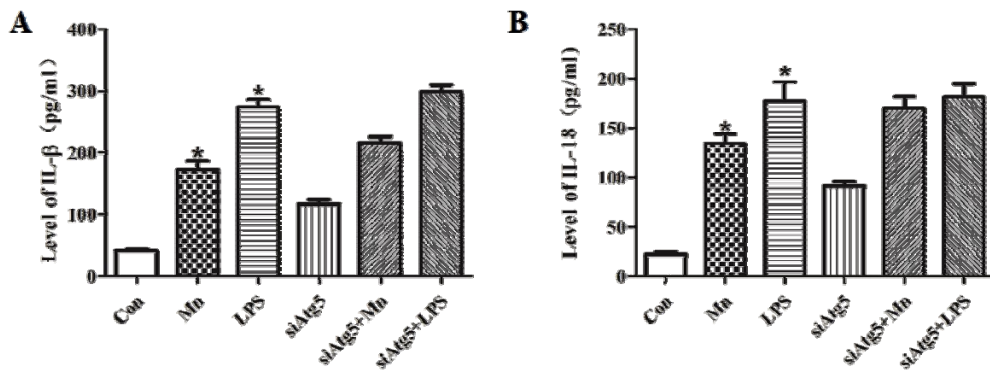 A
Level of IL-β (pg/ml)
400
300
200
100
0
*
*
Con
Mn
LPS
siAtg5
siAtg5+Mn
siAtg5+LPS
B
Level of IL-18 (pg/ml)
250
200
150
100
50
0
*
*
Con
Mn
LPS
siAtg5
siAtg5+Mn
siAtg5+LPS